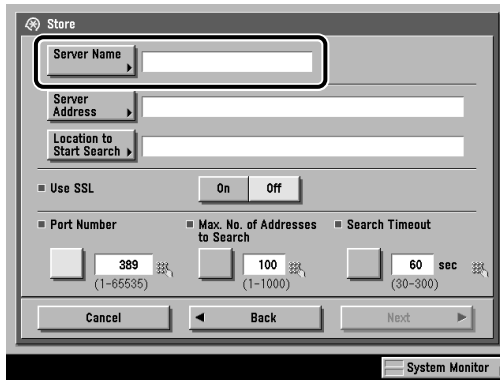 Store
Server Name
Server
Address
Location to
Start Search
Use SSL
On Off
Port Number
389
(1-65535)
Max. No. of Addresses
to Search
100
(1-1000)
Search Timeout
60 sec
(30-300)
Cancel
Back
Next
System Monitor